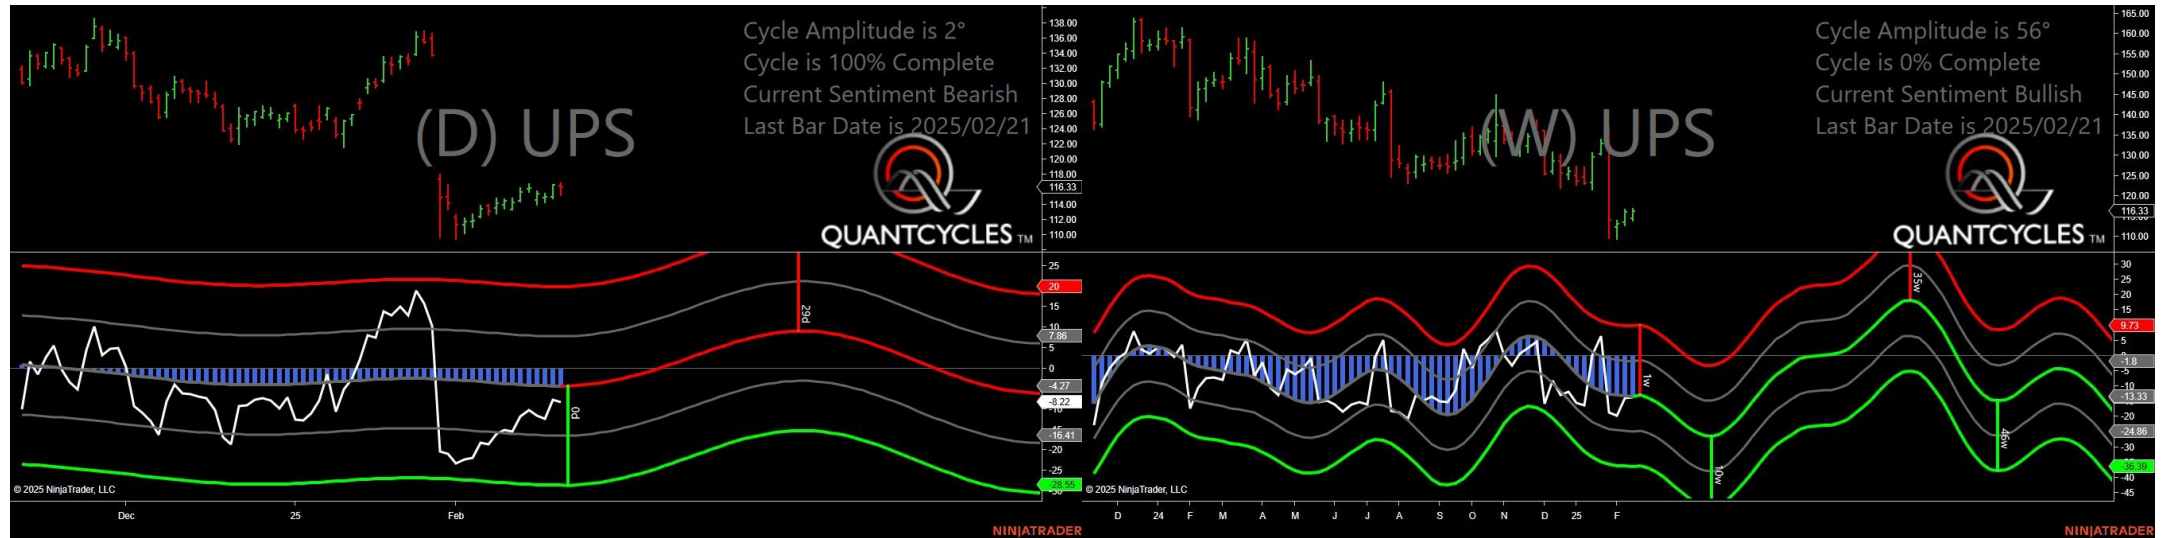 Cycle Amplitude is 2°
Cycle is 100% Complete
Current Sentiment Bearish
Last Bar Date is 2025/02/21
(D) UPS
QUANTCYCLES TM
138.00
136.00
134.00
132.00
130.00
128.00
126.00
124.00
122.00
120.00
118.00
116.33
114.00
112.00
110.00
25
20
15
10
7.86
5
0
-4.27
-8.22
-16.41
-20
-25
-28.55
29d
0d
© 2025 NinjaTrader, LLC
Dec
25
Feb
NINJATRADER
Cycle Amplitude is 56°
Cycle is 0% Complete
Current Sentiment Bullish
Last Bar Date is 2025/02/21
(W) UPS
QUANTCYCLES TM
165.00
160.00
155.00
150.00
145.00
140.00
135.00
130.00
125.00
120.00
116.33
110.00
30
25
20
15
9.73
5
-1.8
-5
-10
-13.33
-20
-24.86
-30
-36.39
-40
-45
35w
1w
10w
46w
© 2025 NinjaTrader, LLC
D
24
F
M
A
M
J
J
A
S
O
N
D
25
F
NINJATRADER